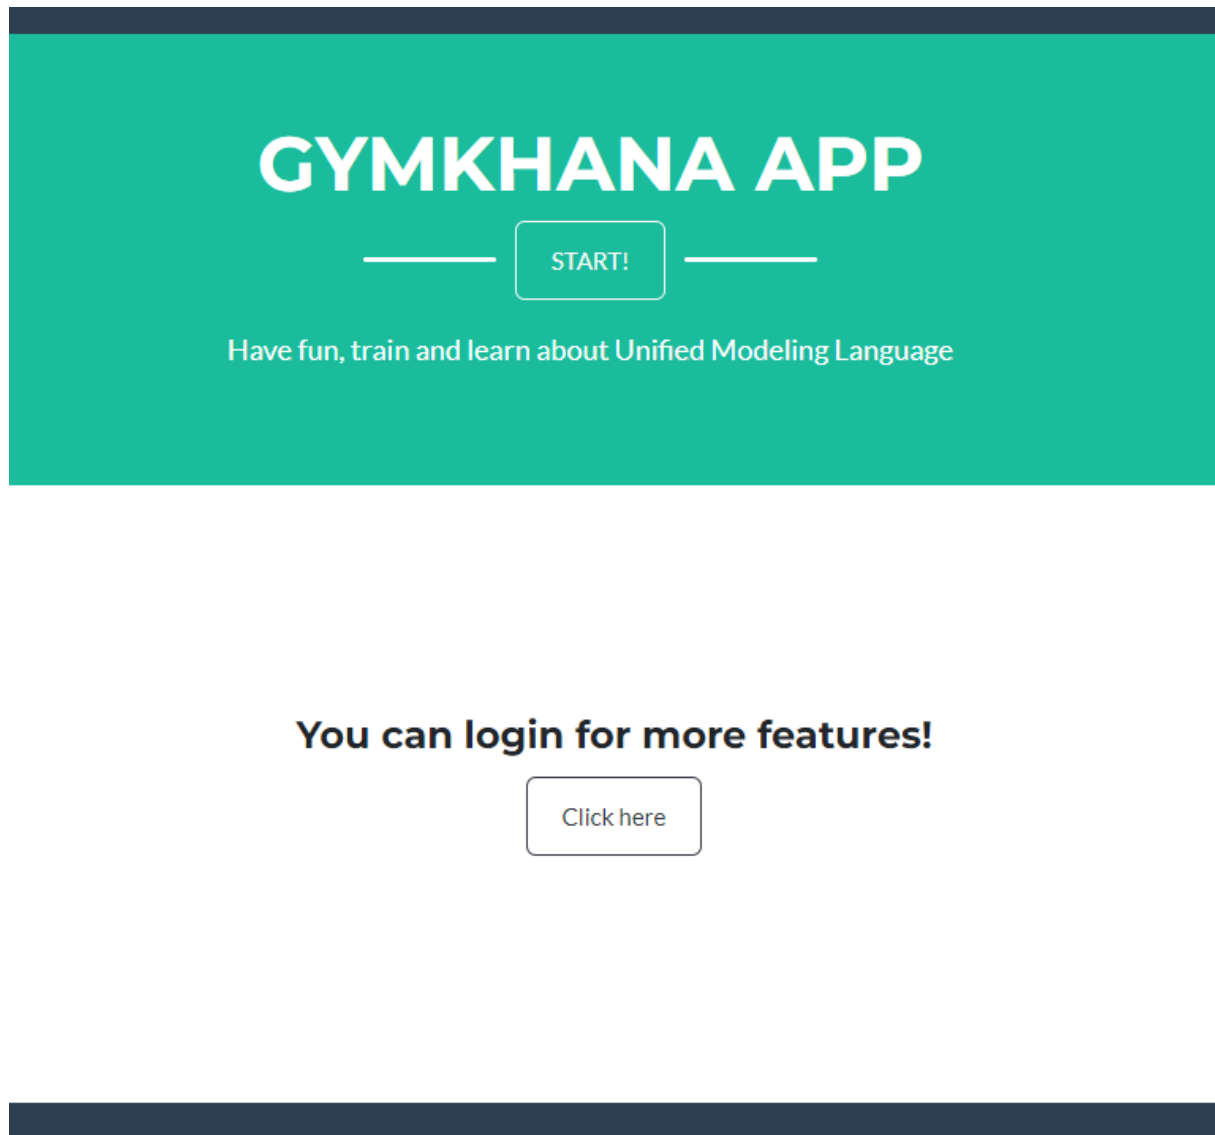 GYMKHANA APP
START!
Have fun, train and learn about Unified Modeling Language
You can login for more features!
Click here